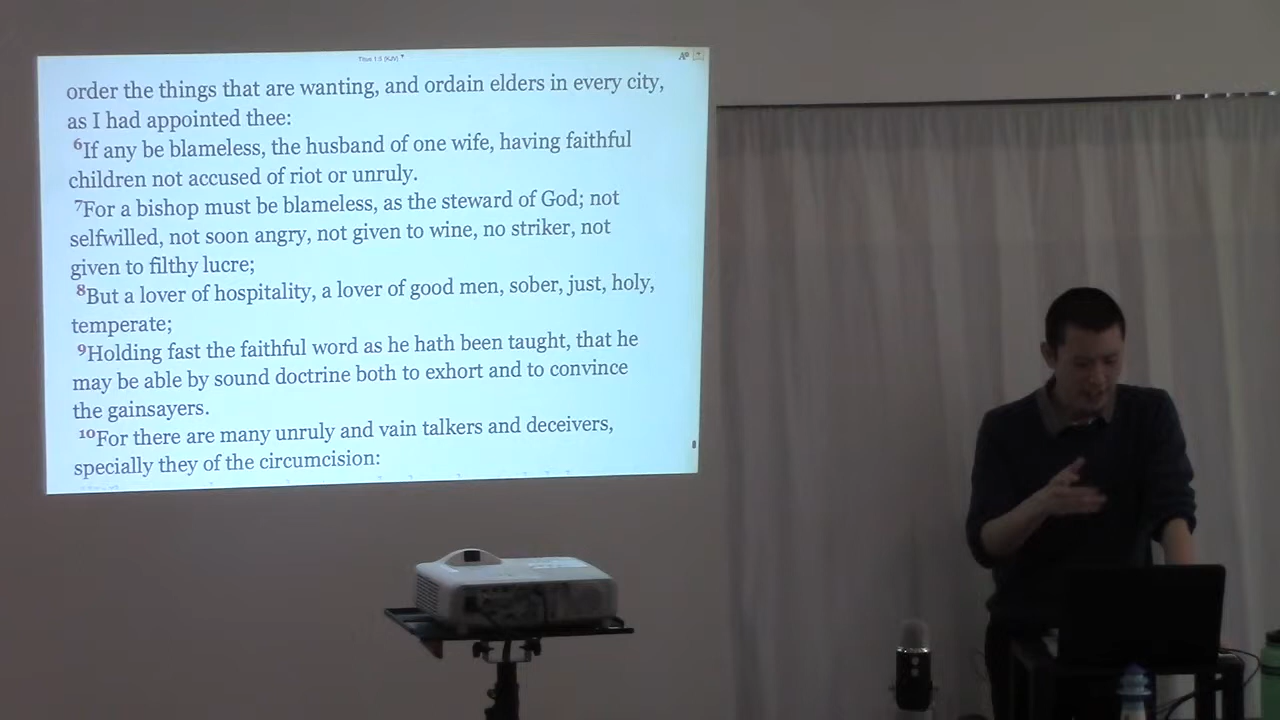 Titus 1:5 (KJV)
order the things that are wanting, and ordain elders in every city,
as I had appointed thee:
6If any be blameless, the husband of one wife, having faithful
children not accused of riot or unruly.
7For a bishop must be blameless, as the steward of God; not
selfwilled, not soon angry, not given to wine, no striker, not
given to filthy lucre;
8But a lover of hospitality, a lover of good men, sober, just, holy,
temperate;
9Holding fast the faithful word as he hath been taught, that he
may be able by sound doctrine both to exhort and to convince
the gainsayers.
10For there are many unruly and vain talkers and deceivers,
specially they of the circumcision: